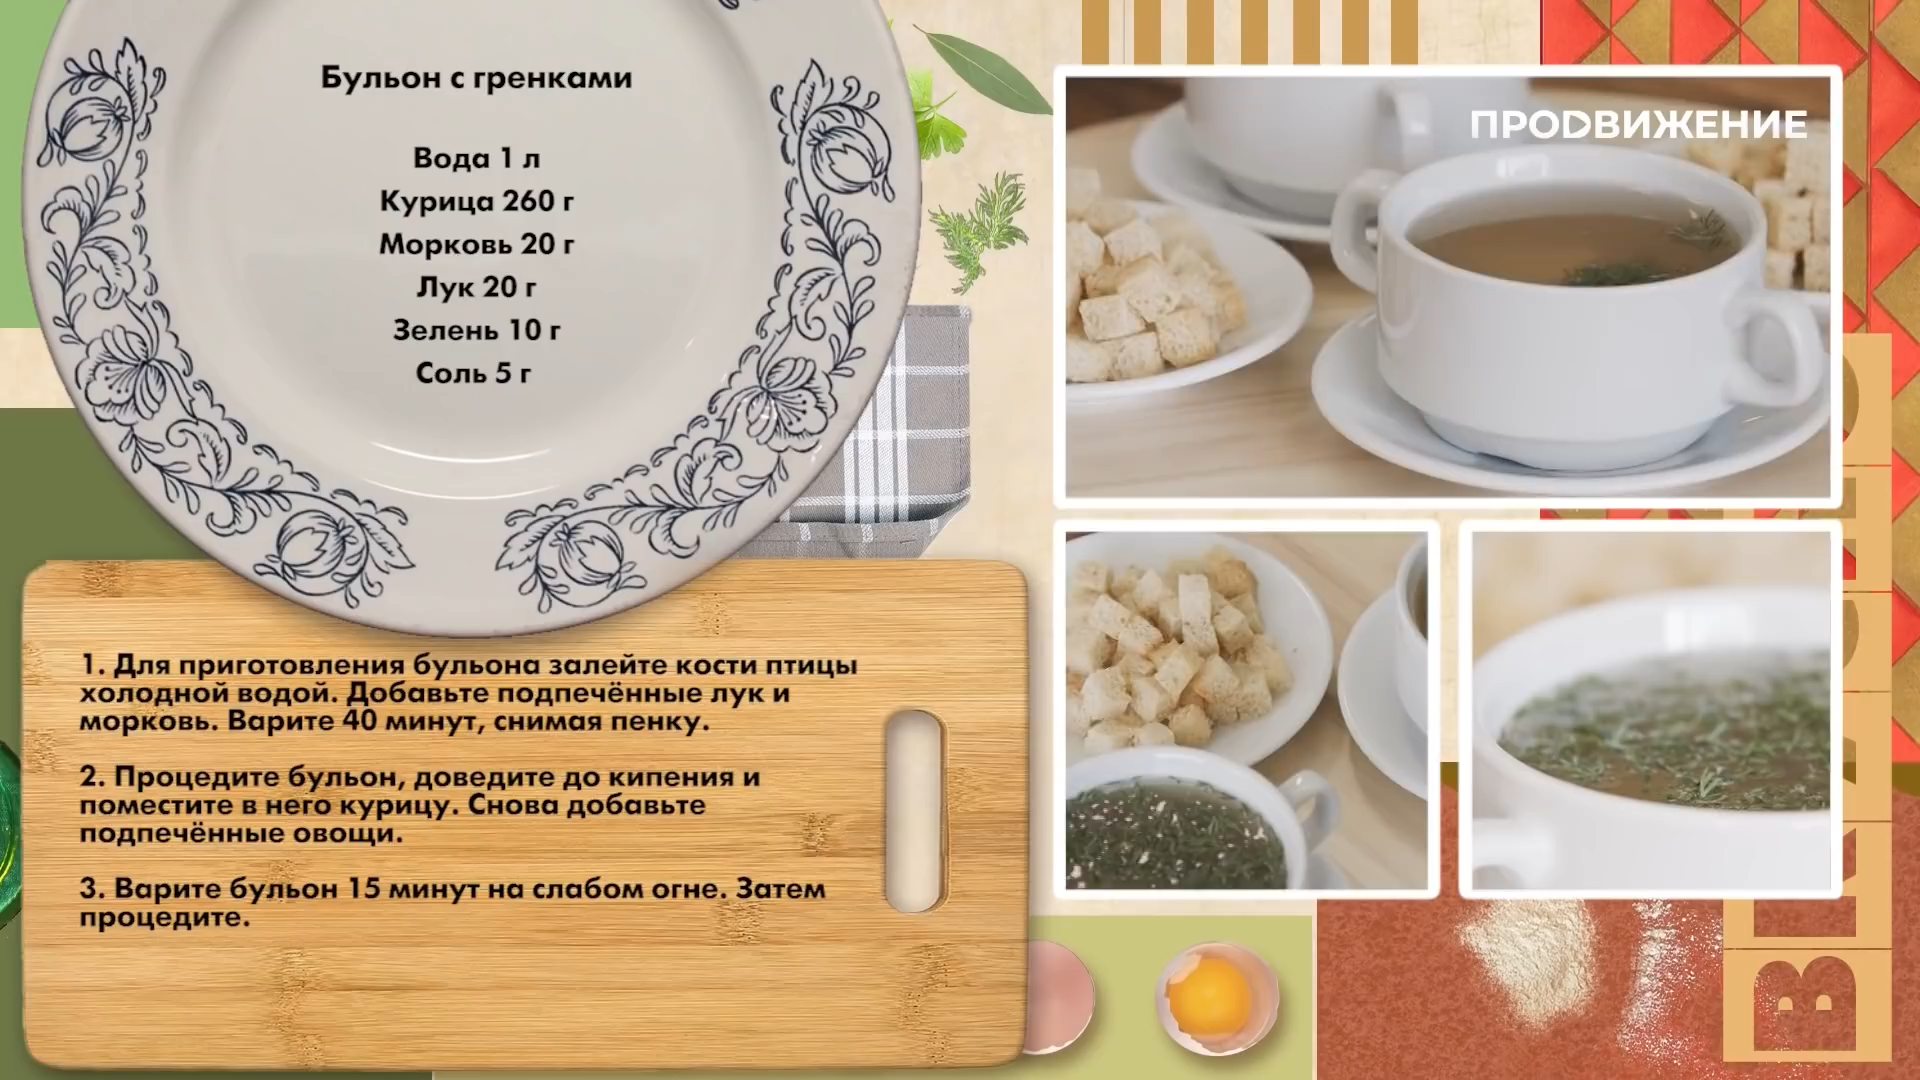 Бульон с гренками
Вода 1 л
Курица 260 г
Морковь 20 г
Лук 20 г
Зелень 10 г
Соль 5 г
ПРОДВИЖЕНИЕ
1. Для приготовления бульона залейте кости птицы
холодной водой. Добавьте подпечённые лук и
морковь. Варите 40 минут, снимая пенку.
2. Процедите бульон, доведите до кипения и
поместите в него курицу. Снова добавьте
подпечённые овощи.
3. Варите бульон 15 минут на слабом огне. Затем
процедите.